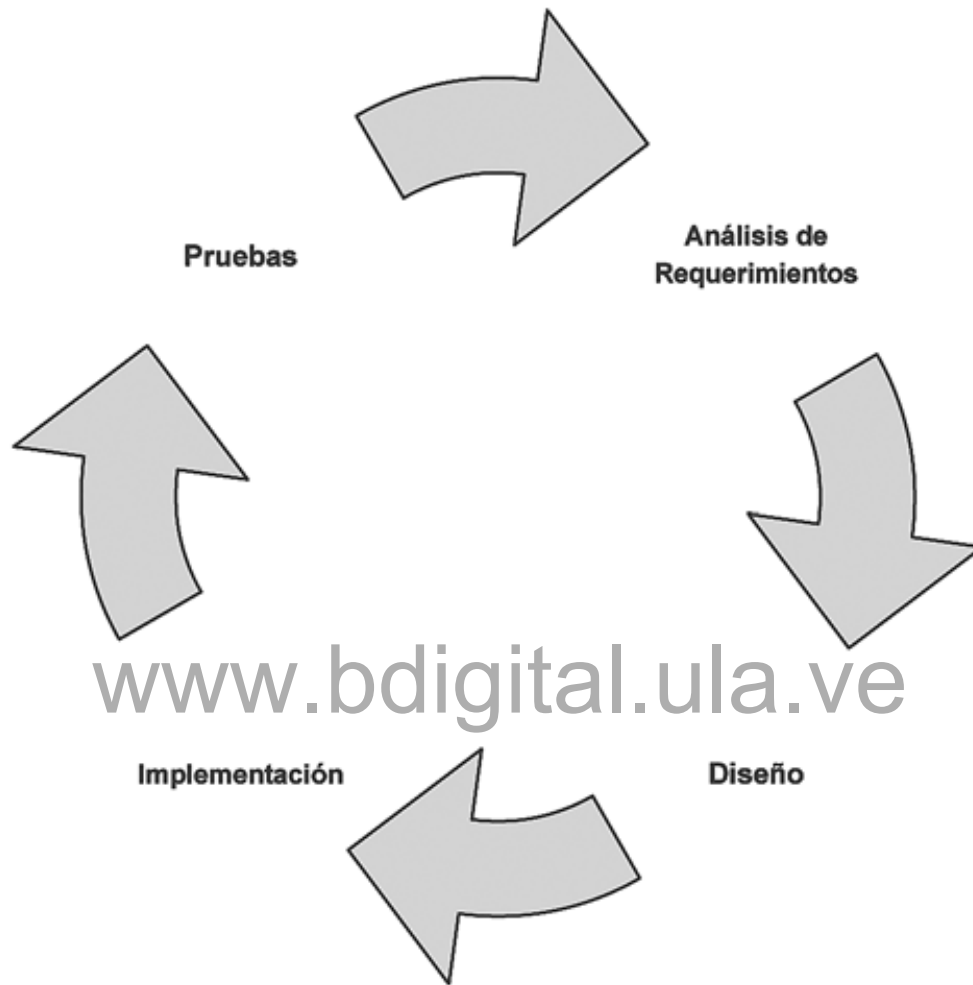 Pruebas
Análisis de
Requerimientos
www.bdigital.ula.ve
Implementación
Diseño